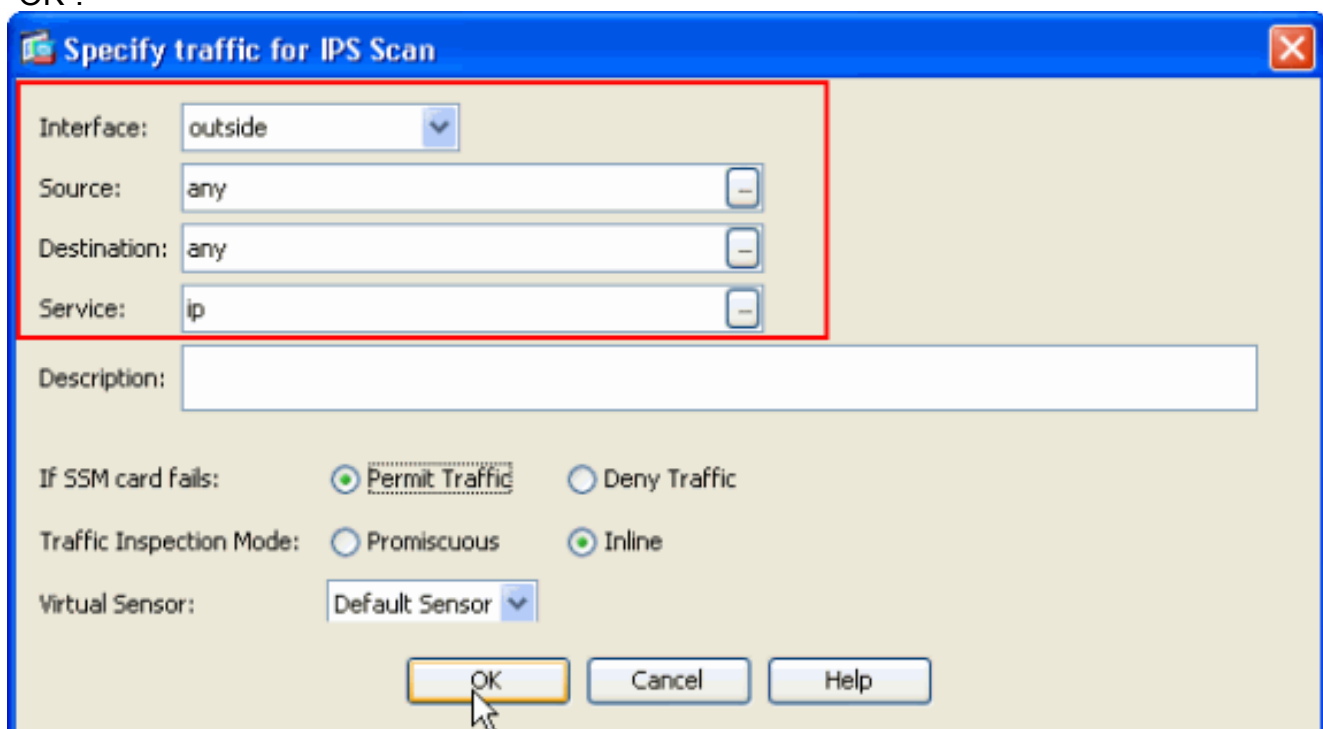 OK .
Specify traffic for IPS Scan
Interface: outside
Source: any
Destination: any
Service: ip
Description:
If SSM card fails: Permit Traffic Deny Traffic
Traffic Inspection Mode: Promiscuous Inline
Virtual Sensor: Default Sensor
OK Cancel Help